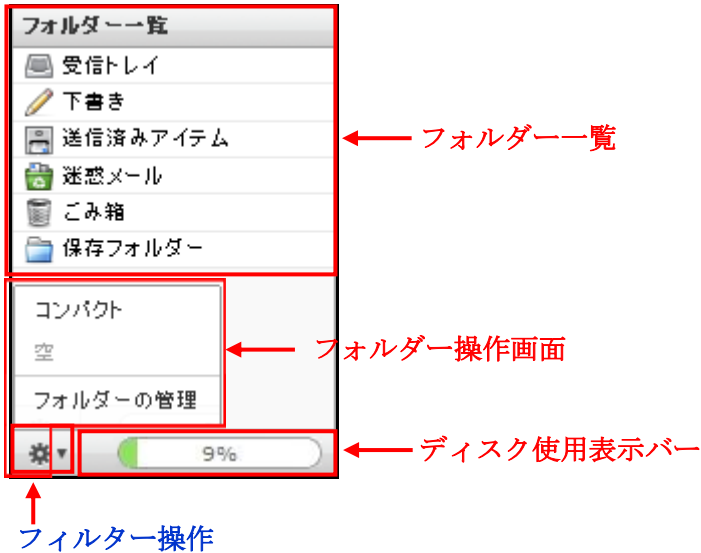 フォルダー一覧
受信トレイ
下書き
送信済みアイテム
迷惑メール
ごみ箱
保存フォルダー
フォルダー一覧
コンパクト
空
フォルダーの管理
フォルダー操作画面
9%
ディスク使用表示バー
フィルター操作